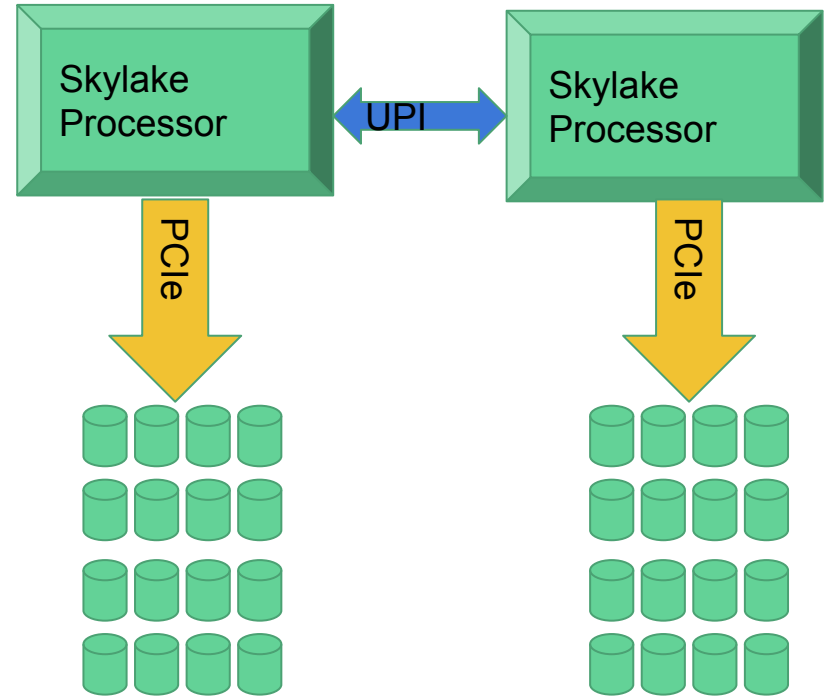 Skylake
Processor
UPI
Skylake
Processor
PCIe
PCIe